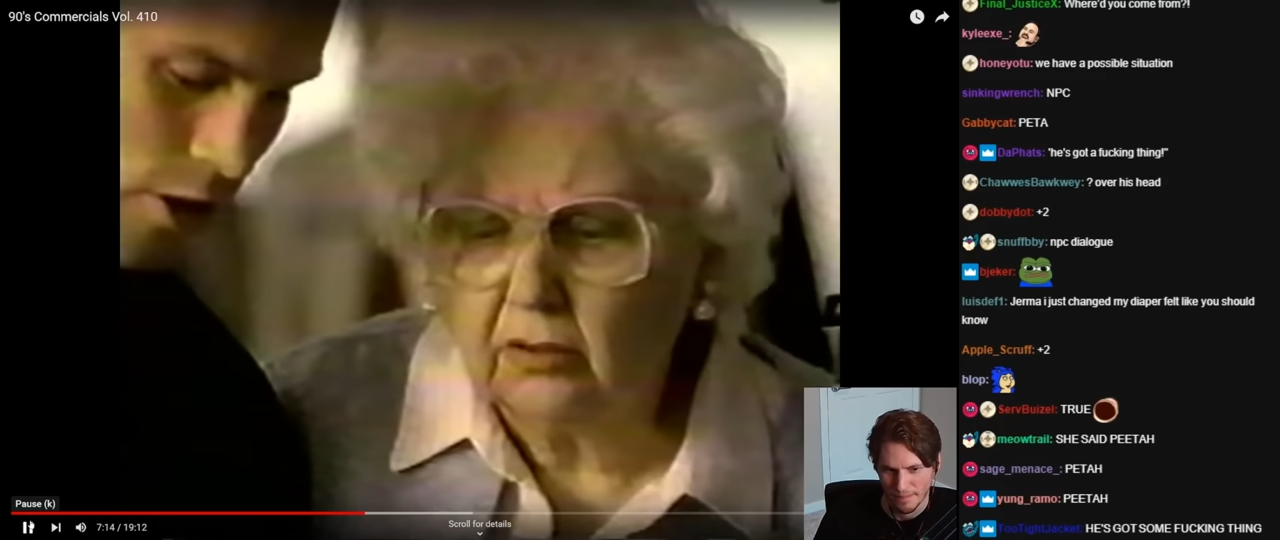 90's Commercials Vol. 410
Final_JusticeX: Where'd you come from?!
kyleexe_:
honeyotu: we have a possible situation
sinkingwrench: NPC
Gabbycat: PETA
DaPhats: 'he's got a fucking thing!"
ChawwesBawkwey: ? over his head
dobbydot: +2
snuffbby: npc dialogue
bjeker:
luisdef1: Jerma i just changed my diaper felt like you should
know
Apple_Scruff: +2
blop:
ServBuizel: TRUE
meowtrail: SHE SAID PEETAH
sage_menace_: PETAH
yung_ramo: PEETAH
TooTightJacket: HE'S GOT SOME FUCKING THING
Pause (k)
7:14 / 19:12
Scroll for details